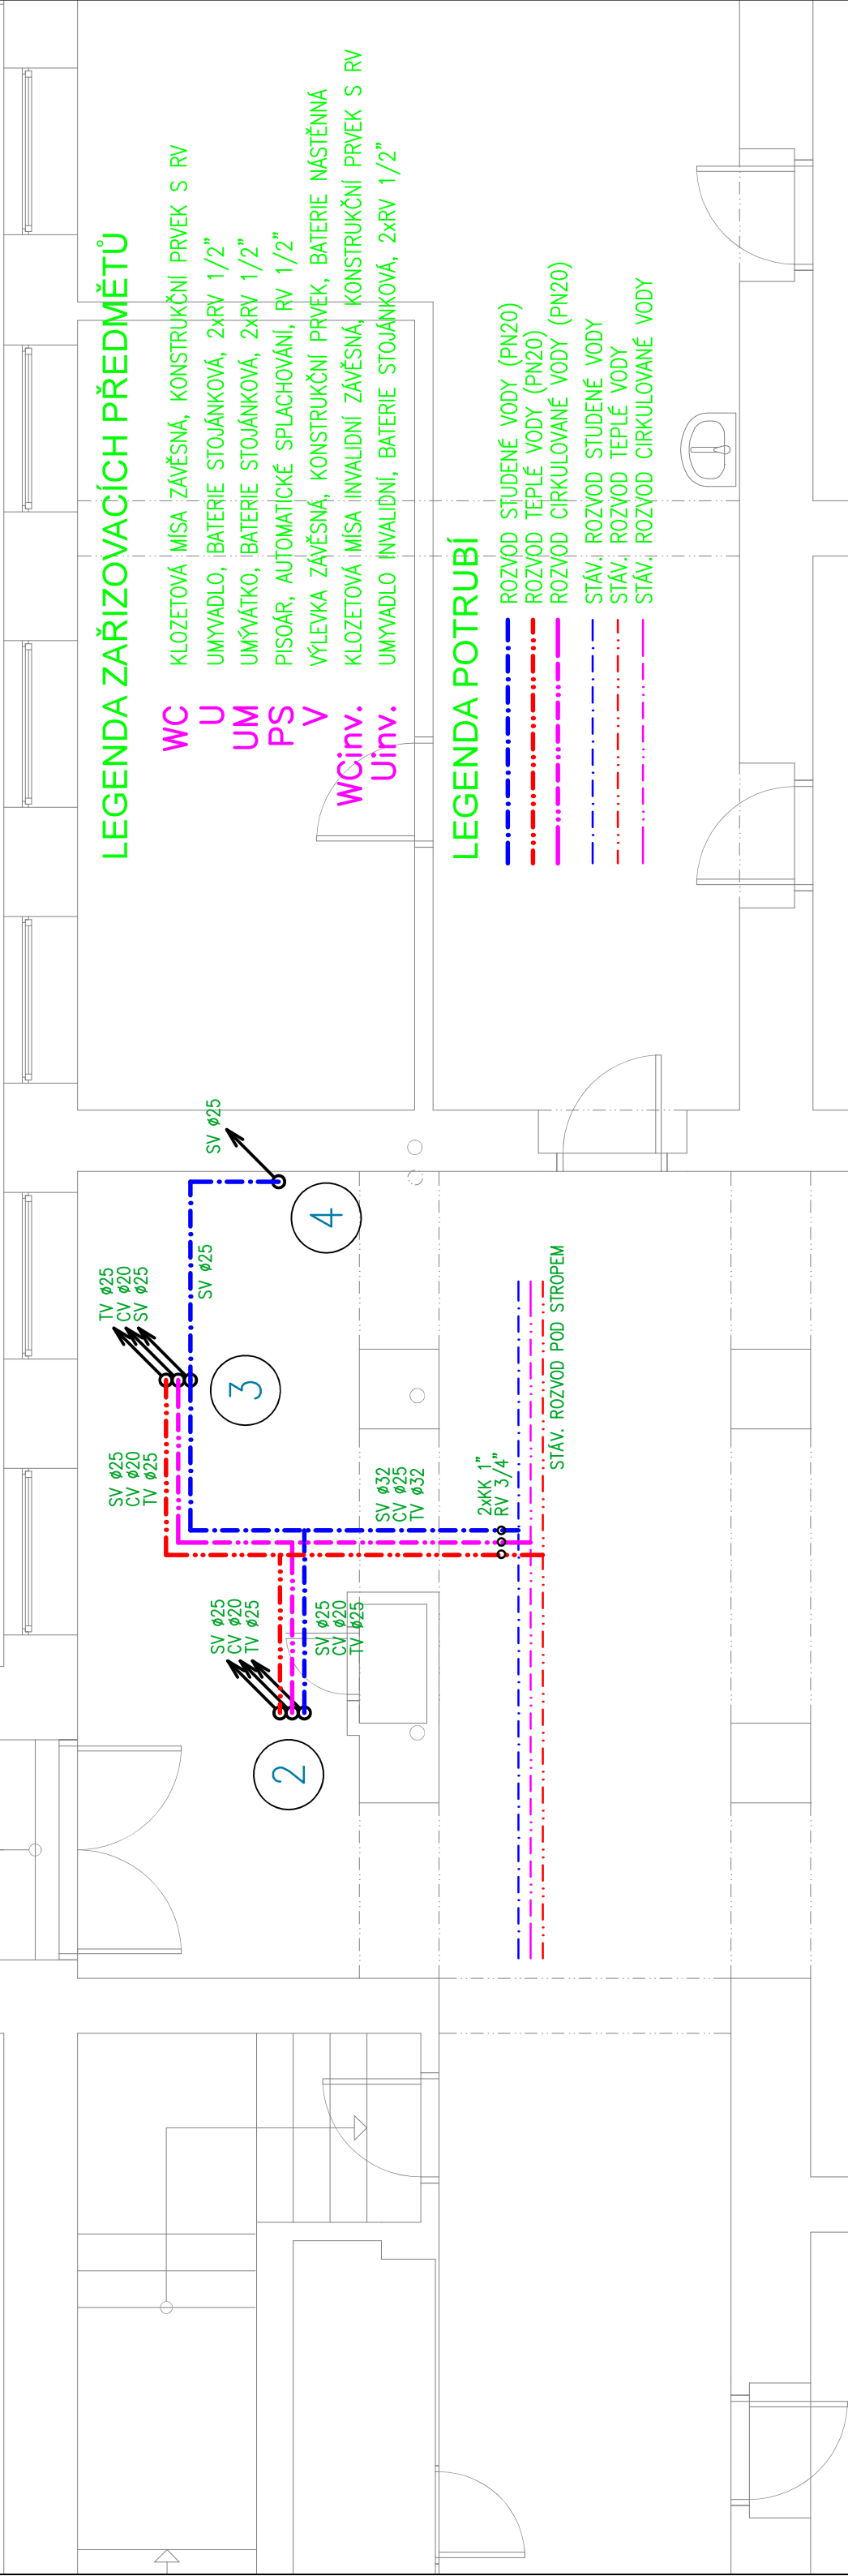 LEGENDA ZAŘIZOVACÍCH PŘEDMĚTŮ
WC KLOZETOVÁ MÍSA ZÁVĚSNÁ, KONSTRUKČNÍ PRVEK S RV
U UMYVADLO, BATERIE STOJÁNKOVÁ, 2xRV 1/2"
UM UMÝVÁTKO, BATERIE STOJÁNKOVÁ, 2xRV 1/2"
PS PISOÁR, AUTOMATICKÉ SPLACHOVÁNÍ, RV 1/2"
V VÝLEVKA ZÁVĚSNÁ, KONSTRUKČNÍ PRVEK, BATERIE NÁSTĚNNÁ
WCinv. KLOZETOVÁ MÍSA INVALIDNÍ ZÁVĚSNÁ, KONSTRUKČNÍ PRVEK S RV
Uinv. UMYVADLO INVALIDNÍ, BATERIE STOJÁNKOVÁ, 2xRV 1/2"
LEGENDA POTRUBÍ
ROZVOD STUDENÉ VODY (PN20)
ROZVOD TEPLÉ VODY (PN20)
ROZVOD CIRKULOVANÉ VODY (PN20)
STÁV. ROZVOD STUDENÉ VODY
STÁV. ROZVOD TEPLÉ VODY
STÁV. ROZVOD CIRKULOVANÉ VODY
TV ø25
CV ø20
SV ø25
SV ø25
CV ø20
TV ø25
3
SV ø25
SV ø25
4
SV ø25
CV ø20
TV ø25
2
SV ø25
CV ø20
TV ø25
SV ø32
CV ø25
TV ø32
2xKK 1"
RV 3/4"
STÁV. ROZVOD POD STROPEM